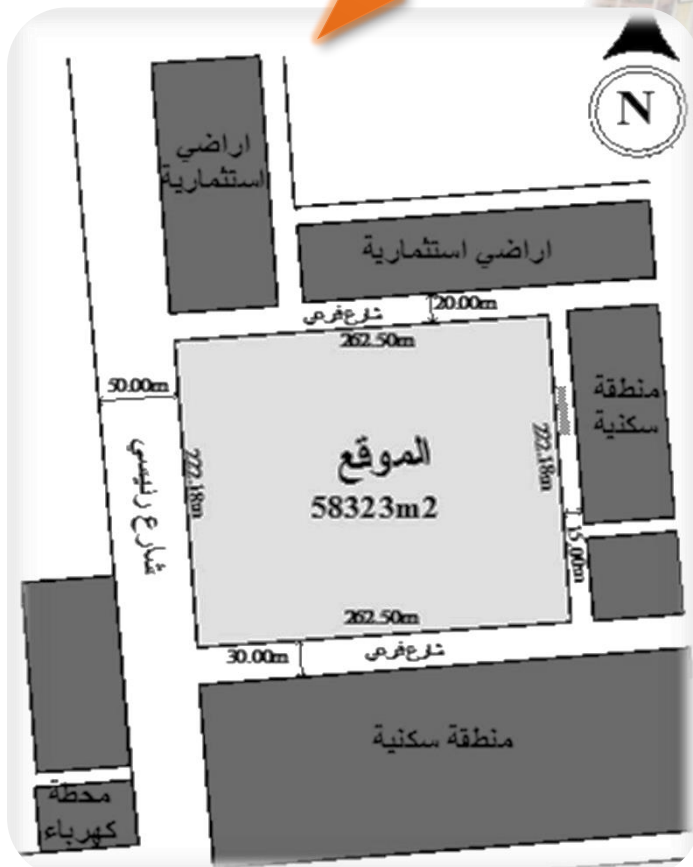 N
اراضي
استثمارية
اراضي استثمارية
20.00m
شارع فرعي
262.50m
50.00m
منطقة
سكنية
شارع رئيسي
222.18m
الموقع
58323m2
222.18m
15.00m
262.50m
30.00m
شارع فرعي
منطقة سكنية
محطة
كهرباء